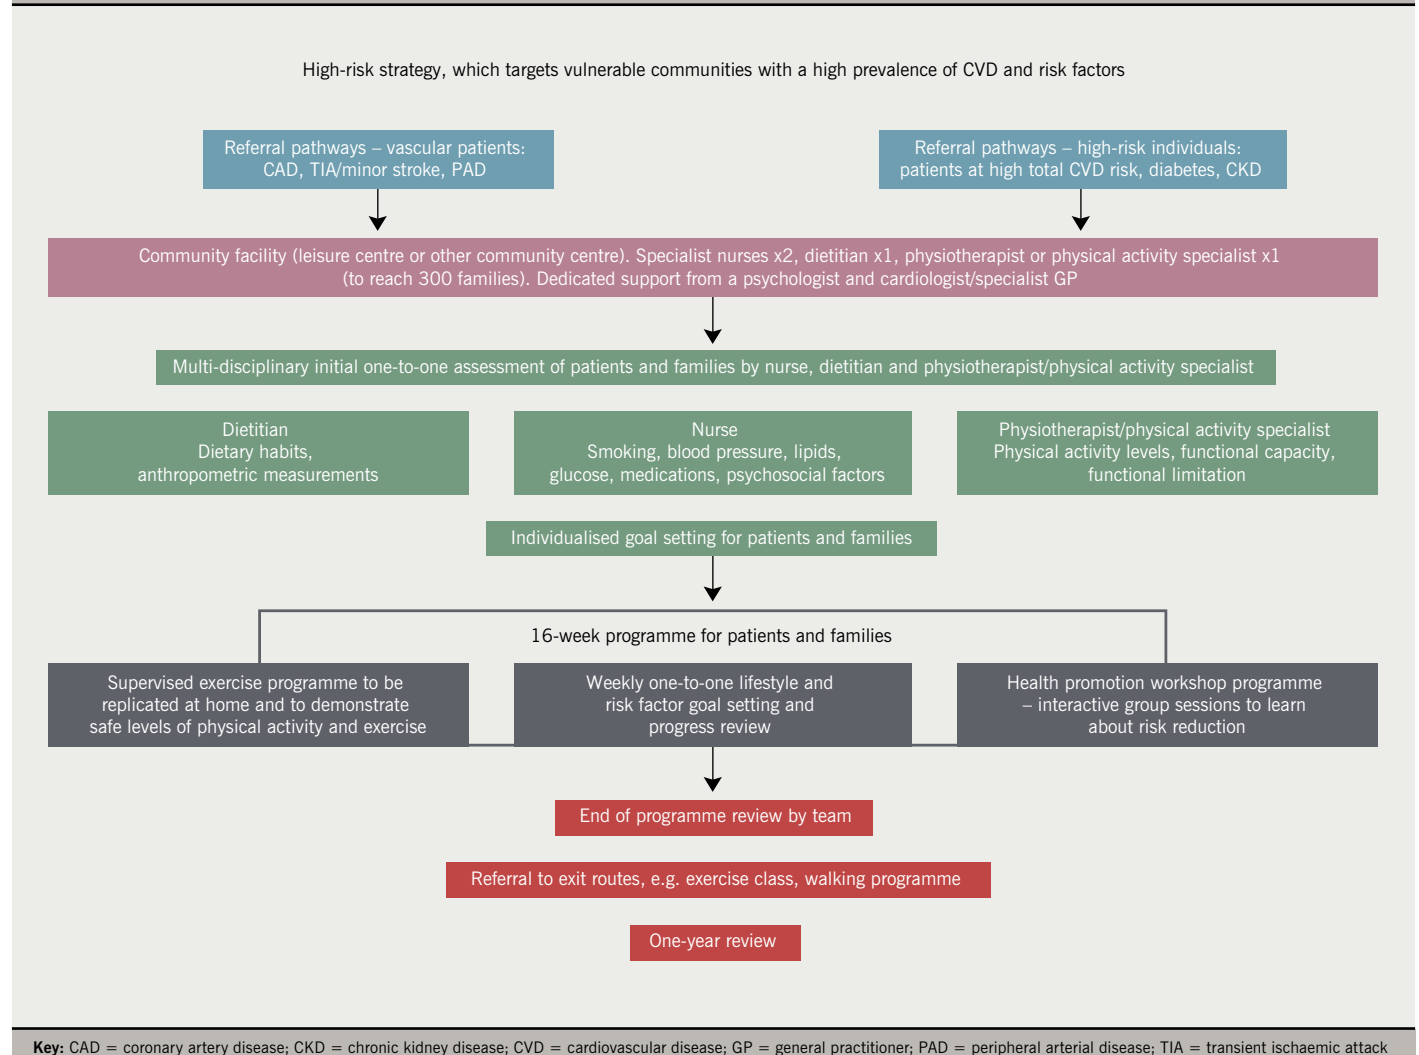 High-risk strategy, which targets vulnerable communities with a high prevalence of CVD and risk factors
Referral pathways – vascular patients:
CAD, TIA/minor stroke, PAD
Referral pathways – high-risk individuals:
patients at high total CVD risk, diabetes, CKD
Community facility (leisure centre or other community centre). Specialist nurses x2, dietitian x1, physiotherapist or physical activity specialist x1
(to reach 300 families). Dedicated support from a psychologist and cardiologist/specialist GP
Multi-disciplinary initial one-to-one assessment of patients and families by nurse, dietitian and physiotherapist/physical activity specialist
Dietitian
Dietary habits,
anthropometric measurements
Nurse
Smoking, blood pressure, lipids,
glucose, medications, psychosocial factors
Physiotherapist/physical activity specialist
Physical activity levels, functional capacity,
functional limitation
Individualised goal setting for patients and families
16-week programme for patients and families
Supervised exercise programme to be
replicated at home and to demonstrate
safe levels of physical activity and exercise
Weekly one-to-one lifestyle and
risk factor goal setting and
progress review
Health promotion workshop programme
– interactive group sessions to learn
about risk reduction
End of programme review by team
Referral to exit routes, e.g. exercise class, walking programme
One-year review
Key: CAD = coronary artery disease; CKD = chronic kidney disease; CVD = cardiovascular disease; GP = general practitioner; PAD = peripheral arterial disease; TIA = transient ischaemic attack